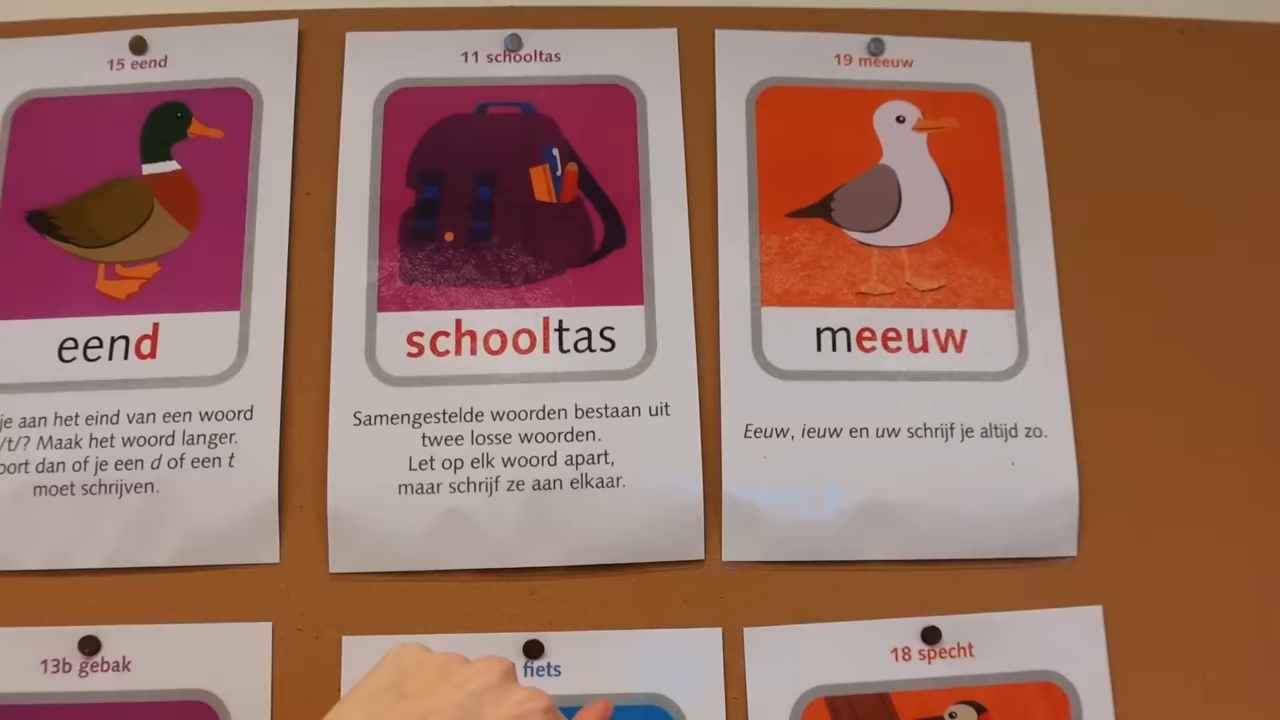 15 eend
eend
je aan het eind van een woord
/t/? Maak het woord langer.
dan of je een d of een t
moet schrijven.
11 schooltas
schooltas
Samengestelde woorden bestaan uit
twee losse woorden.
Let op elk woord apart,
maar schrijf ze aan elkaar.
19 meeuw
meeuw
Eeuw, ieuw en uw schrijf je altijd zo.
13b gebak
fiets
18 specht